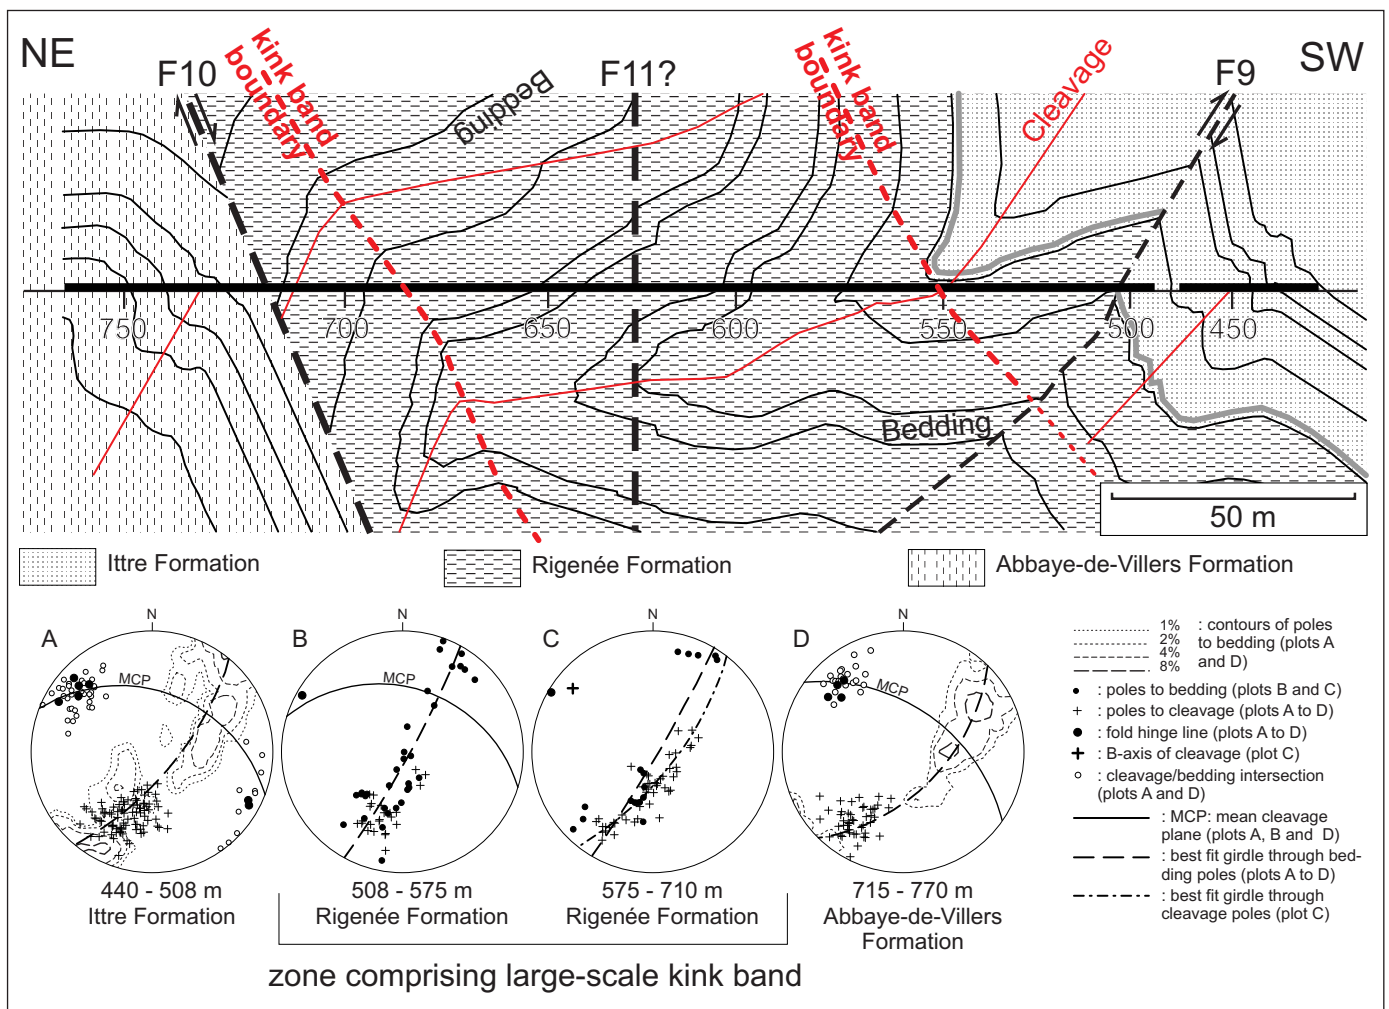 NE
SW
F10
kink band
boundary
Bedding
F11?
kink band
boundary
Cleavage
F9
750
700
650
600
550
500
450
Bedding
50 m
Ittre Formation
Rigenée Formation
Abbaye-de-Villers Formation
A
N
MCP
440 - 508 m
Ittre Formation
B
N
MCP
508 - 575 m
Rigenée Formation
C
N
575 - 710 m
Rigenée Formation
D
N
MCP
715 - 770 m
Abbaye-de-Villers
Formation
zone comprising large-scale kink band
1%
2%
4%
8%
: contours of poles
to bedding (plots A
and D)
: poles to bedding (plots B and C)
: poles to cleavage (plots A to D)
: fold hinge line (plots A to D)
: B-axis of cleavage (plot C)
: cleavage/bedding intersection
(plots A and D)
: MCP: mean cleavage
plane (plots A, B and D)
: best fit girdle through bed-
ding poles (plots A to D)
: best fit girdle through
cleavage poles (plot C)